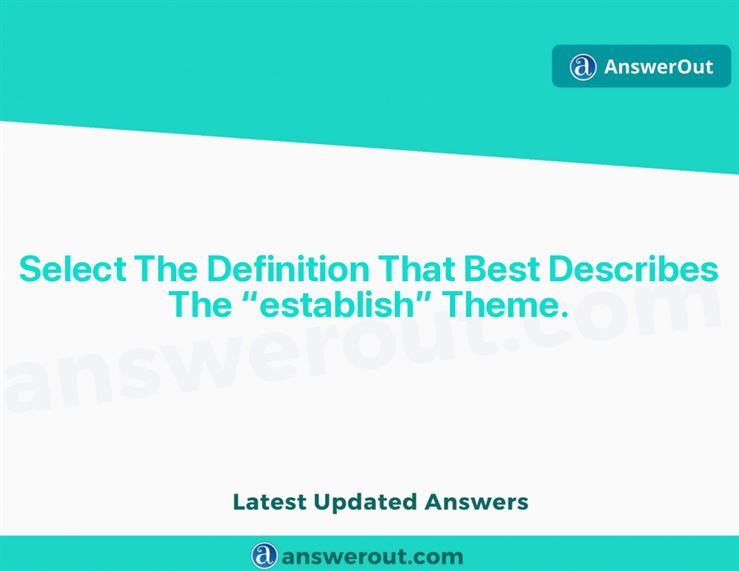 AnswerOut
Select The Definition That Best Describes
The “establish” Theme.
answerout.com
Latest Updated Answers
answerout.com